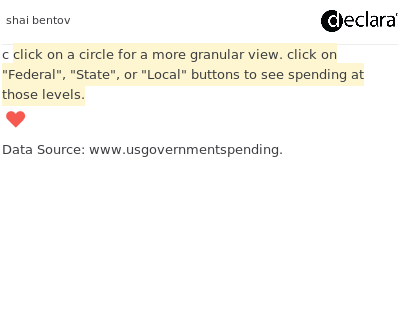 shai bentov
declara
c click on a circle for a more granular view. click on
"Federal", "State", or "Local" buttons to see spending at
those levels.
Data Source: www.usgovernmentspending.